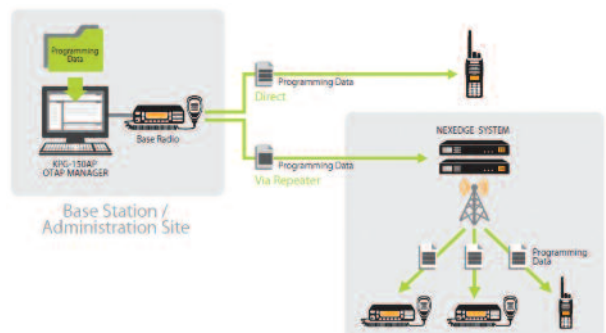 Programming
Data
KPG-150AP
OTAP MANAGER
Base Radio
Base Station /
Administration Site
Programming Data
Direct
Programming Data
Via Repeater
NEXEDGE SYSTEM
Programming
Data